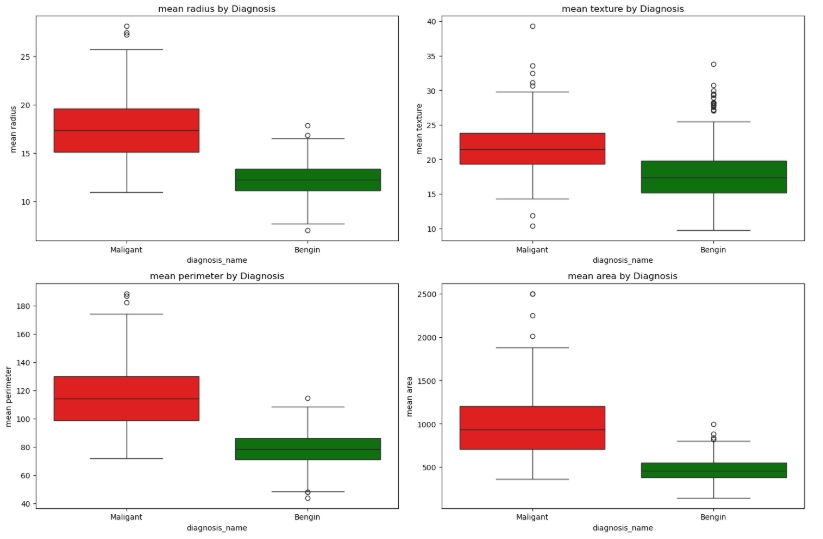 mean radius by Diagnosis
mean radius
25
20
15
10
Maligant
Bengin
diagnosis_name
mean texture by Diagnosis
mean texture
40
35
30
25
20
15
10
Maligant
Bengin
diagnosis_name
mean perimeter by Diagnosis
mean perimeter
180
160
140
120
100
80
60
40
Maligant
Bengin
diagnosis_name
mean area by Diagnosis
mean area
2500
2000
1500
1000
500
Maligant
Bengin
diagnosis_name